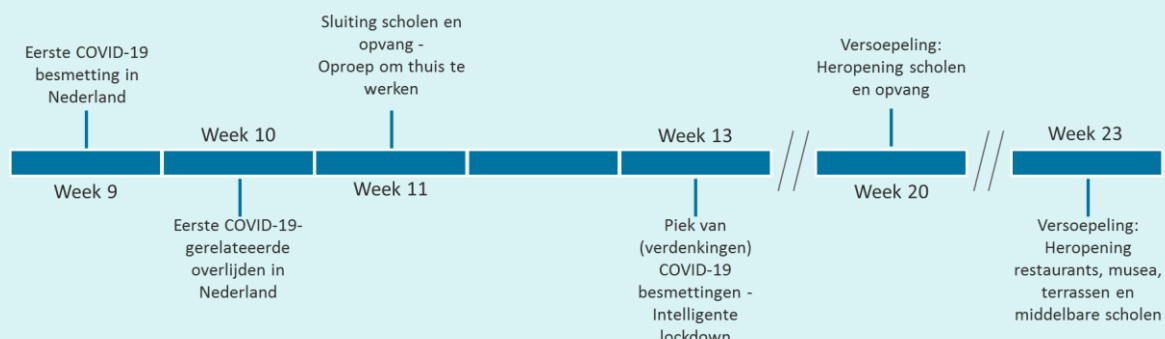 Eerste COVID-19
besmetting in
Nederland
Week 9
Week 10
Eerste COVID-19-
gerelateeerde
overlijden in
Nederland
Sluiting scholen en
opvang -
Oproep om thuis te
werken
Week 11
Week 13
Piek van
(verdenkingen)
COVID-19
besmettingen -
Intelligente
lockdown
Versoepeling:
Heropening scholen
en opvang
Week 20
Week 23
Versoepeling:
Heropening
restaurants, musea,
terrassen en
middelbare scholen